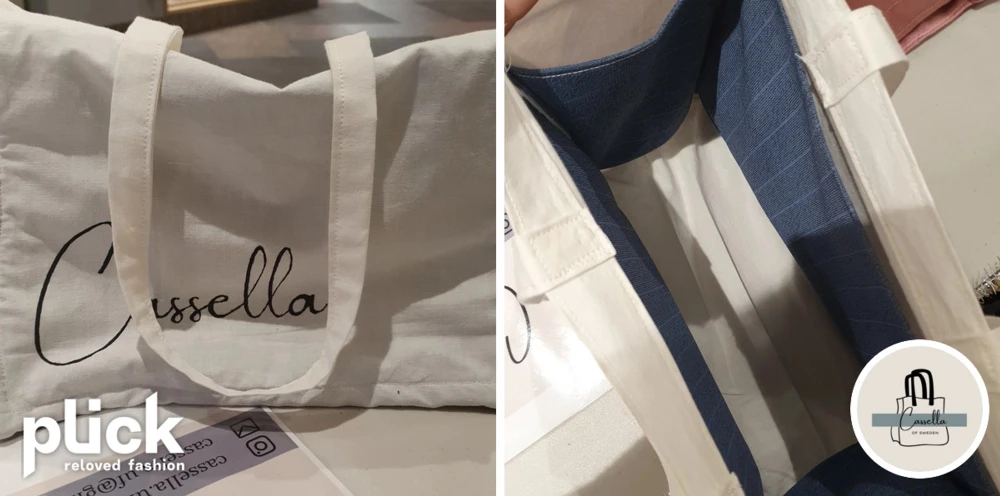 Cassella
plick
reloved fashion
Cassella
OF SWEDEN